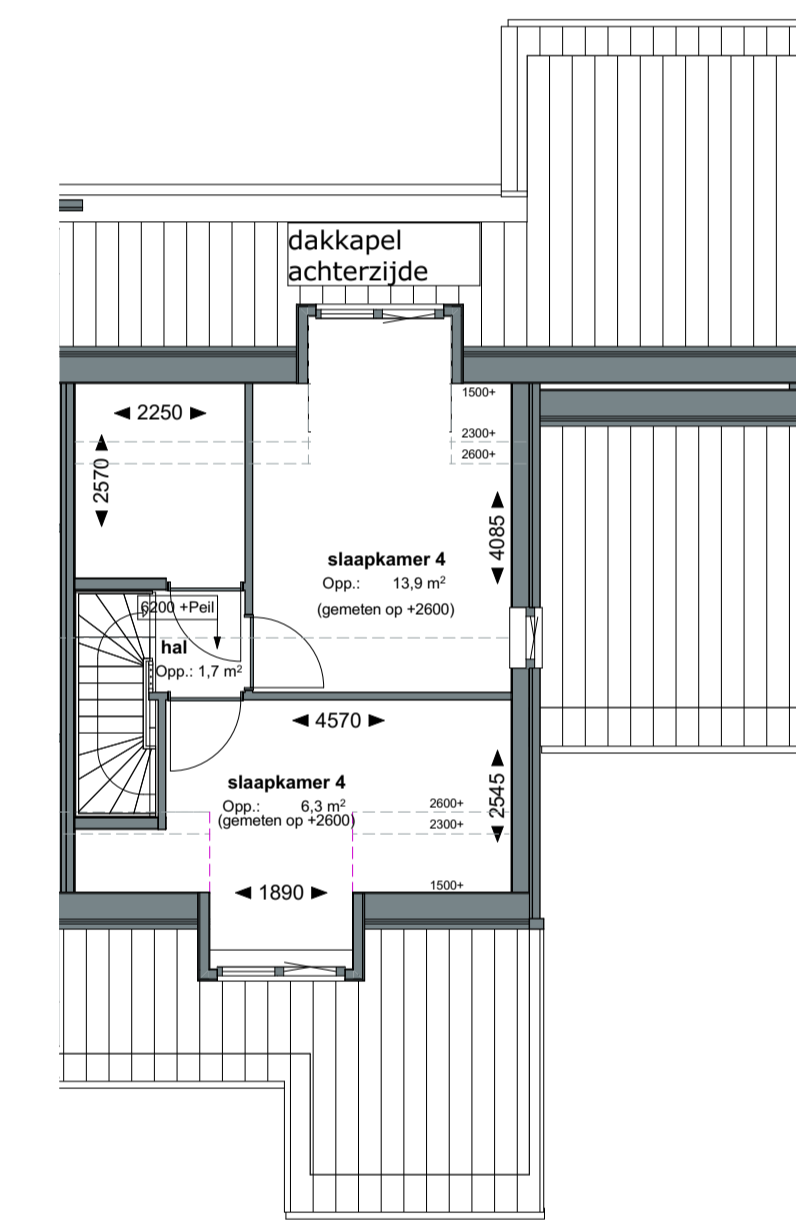 dakkapel
achterzijde
2250
1500+
2300+
2600+
2570
4085
slaapkamer 4
Opp.: 13,9 m²
(gemeten op +2600)
6200 +Peil
hal
Opp.: 1,7 m²
4570
slaapkamer 4
Opp.: 6,3 m²
(gemeten op +2600)
2600+
2300+
2545
1500+
1890